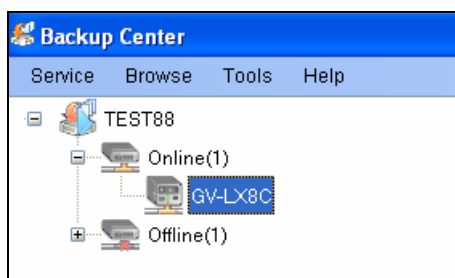 Backup Center
Service Browse Tools Help
TEST88
Online(1)
GV-LX8C
Offline(1)